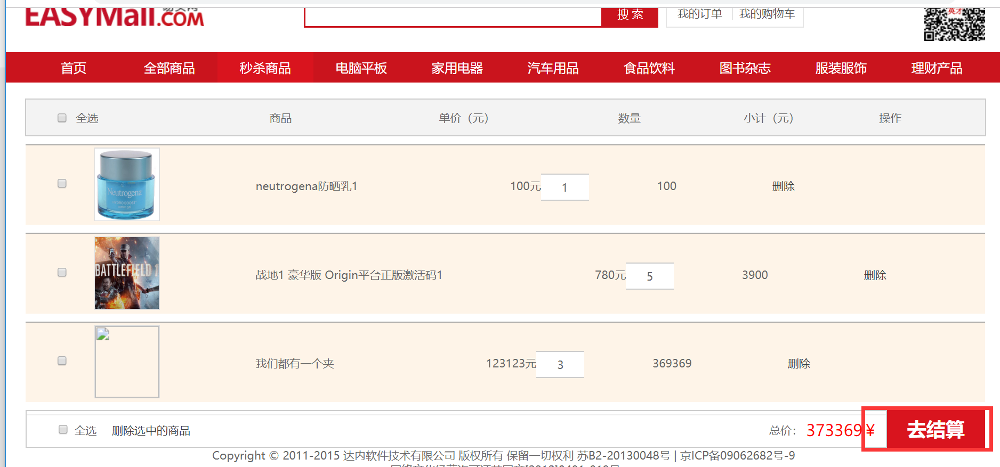 EASYMall.COM
搜 索
我的订单 我的购物车
英才
首页 全部商品 秒杀商品 电脑平板 家用电器 汽车用品 食品饮料 图书杂志 服装服饰 理财产品
全选 商品 单价（元） 数量 小计（元） 操作
Neutrogena
HYDRO BOOST
water gel
neutrogena防晒乳1 100元 1 100 删除
BATTLEFIELD 1
战地1 豪华版 Origin平台正版激活码1 780元 5 3900 删除
我们都有一个夹 123123元 3 369369 删除
全选 删除选中的商品 总价： 373369 ¥ 去结算
Copyright © 2011-2015 达内软件技术有限公司 版权所有 保留一切权利 苏B2-20130048号 | 京ICP备09062682号-9